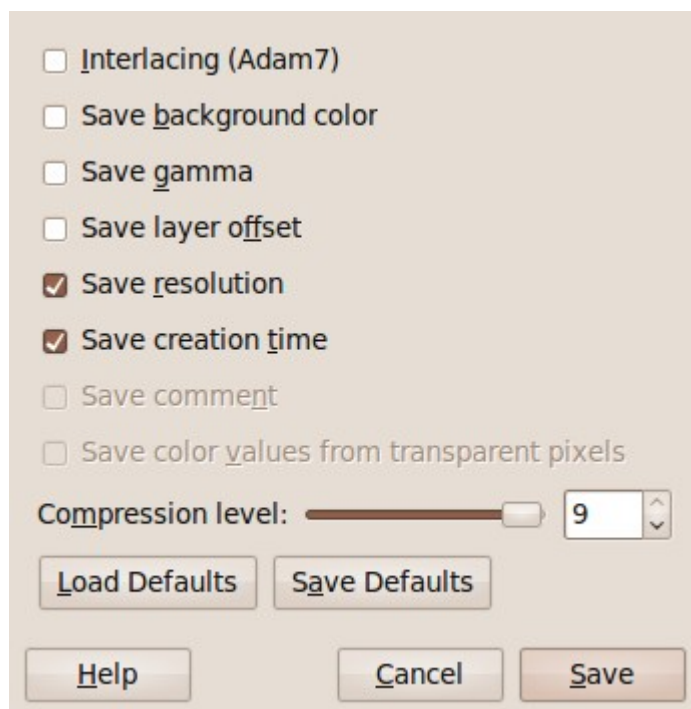 Interlacing (Adam7)
Save background color
Save gamma
Save layer offset
Save resolution
Save creation time
Save comment
Save color values from transparent pixels
Compression level: 9
Load Defaults Save Defaults
Help Cancel Save